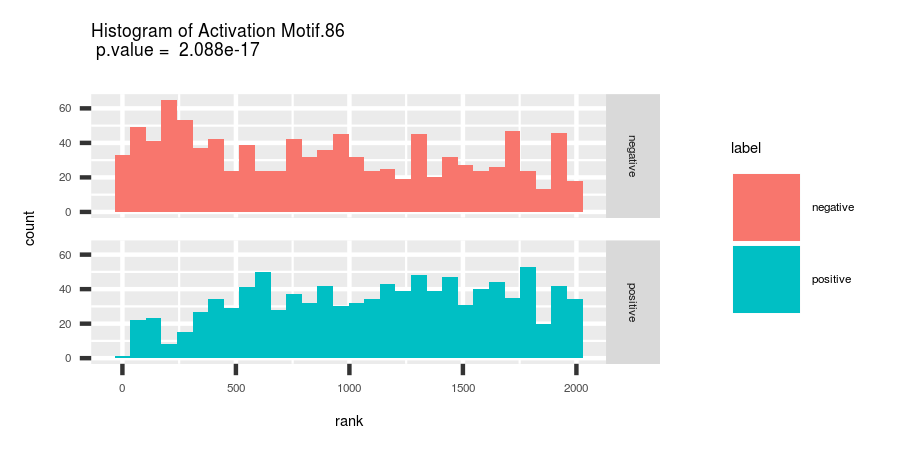 Histogram of Activation Motif.86
p.value = 2.088e-17
count
60
40
20
0
negative
60
40
20
0
positive
0 500 1000 1500 2000
rank
label
negative
positive